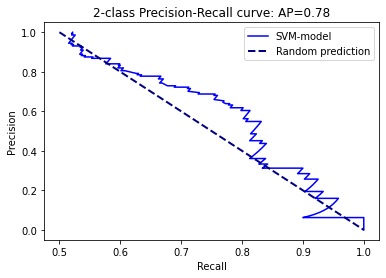 2-class Precision-Recall curve: AP=0.78
SVM-model
Random prediction
1.0
0.8
0.6
0.4
0.2
0.0
Precision
0.5
0.6
0.7
0.8
0.9
1.0
Recall